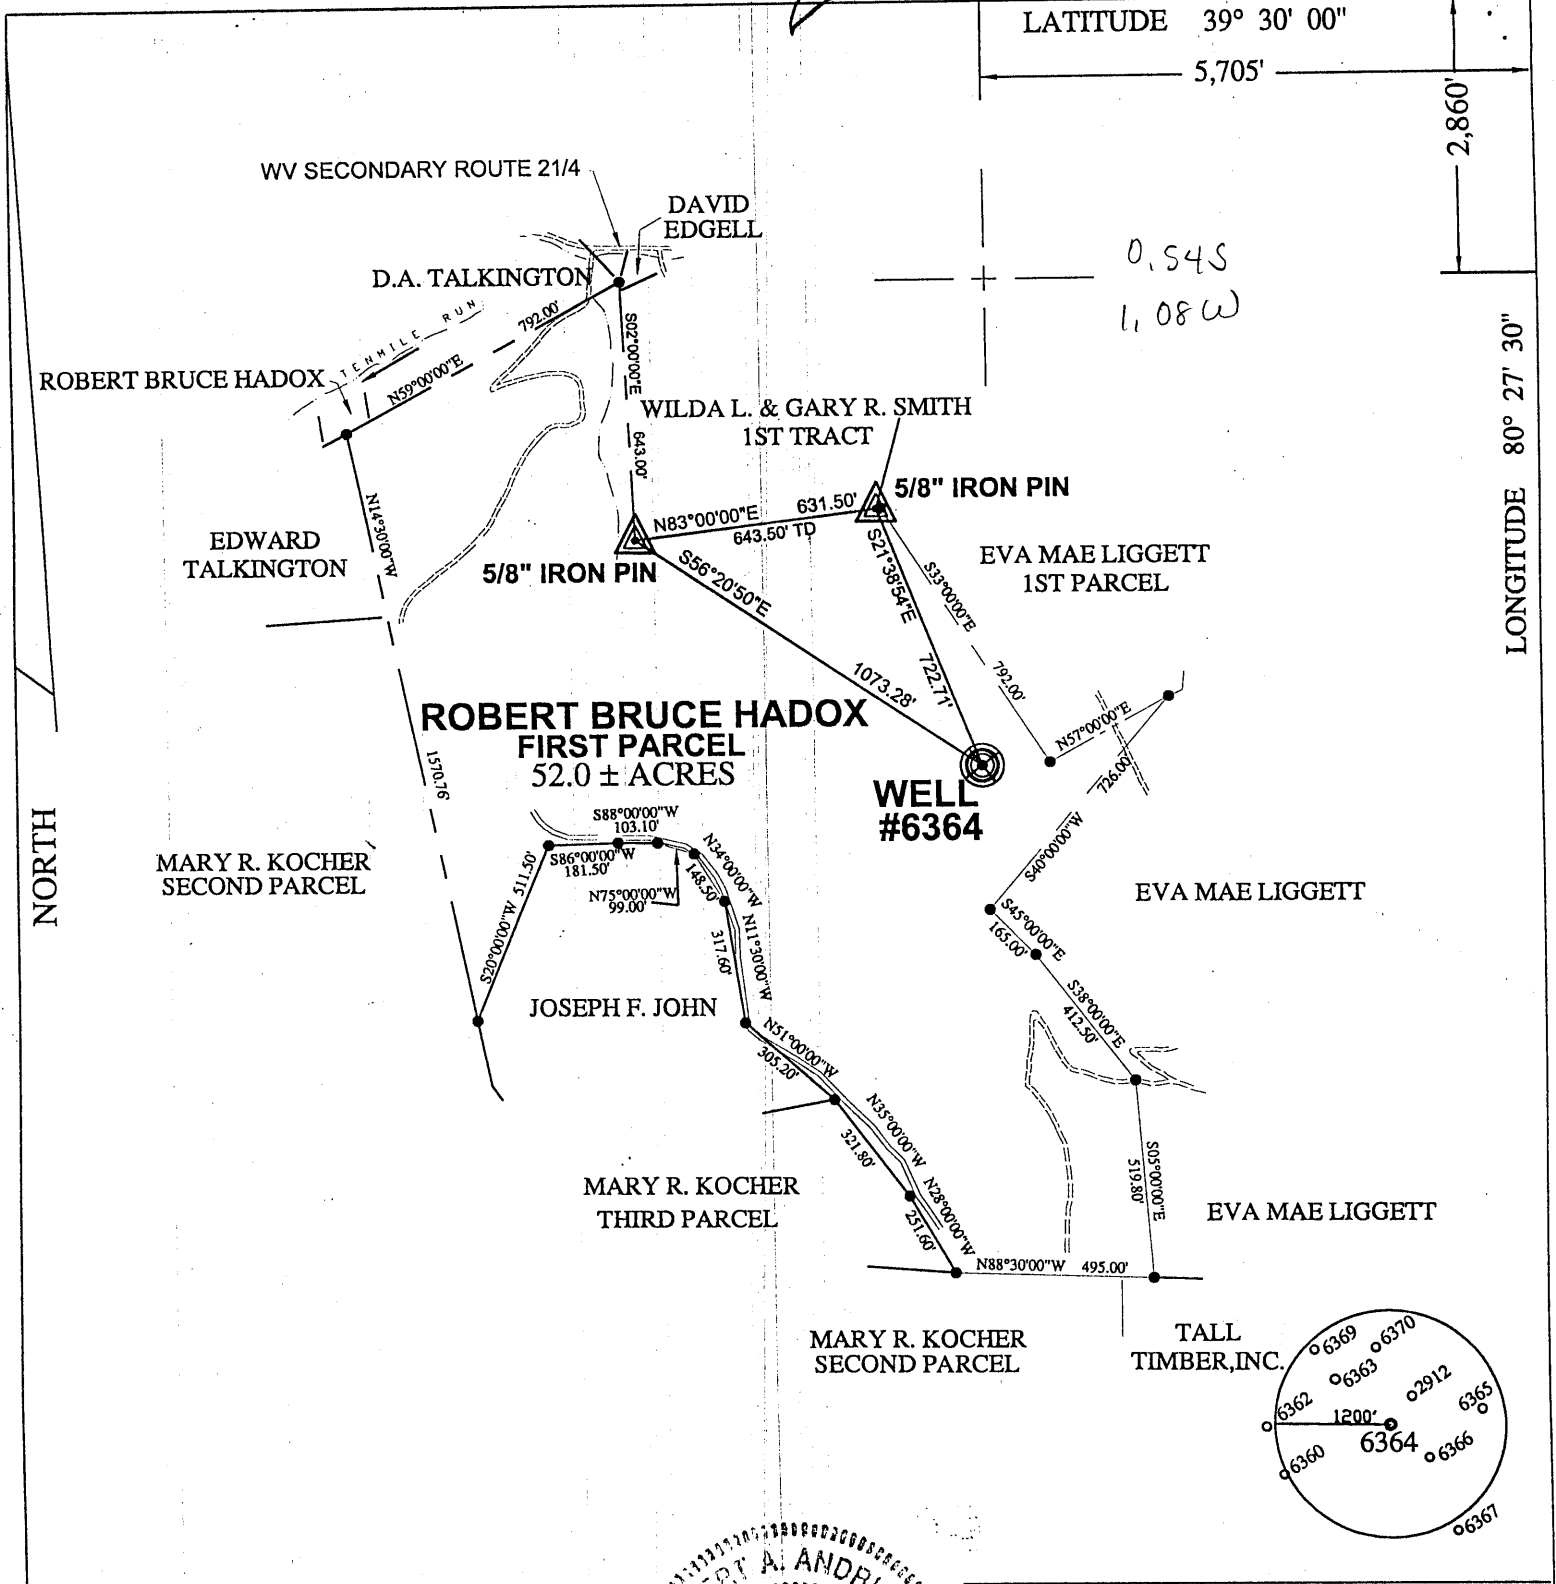 LATITUDE 39° 30' 00"
5,705'
2,860'
WV SECONDARY ROUTE 21/4
DAVID
EDGELL
D.A. TALKINGTON
0.54S
1.08W
TENMILE RUN
792.00'
N59°00'00"E
S02°00'00"E
643.00'
ROBERT BRUCE HADOX
LONGITUDE 80° 27' 30"
WILDA L. & GARY R. SMITH
1ST TRACT
5/8" IRON PIN
N83°00'00"E 631.50'
643.50' TD
N14°30'00"W
EDWARD
TALKINGTON
5/8" IRON PIN
S56°20'50"E
1073.28'
S21°38'54"E
722.71'
S33°00'00"E
792.00'
EVA MAE LIGGETT
1ST PARCEL
ROBERT BRUCE HADOX
FIRST PARCEL
52.0 ± ACRES
N57°00'00"E
726.00'
S40°00'00"W
1570.76'
WELL
#6364
NORTH
MARY R. KOCHER
SECOND PARCEL
S88°00'00"W
103.10'
S86°00'00"W
181.50'
S20°00'00"W 511.50'
N75°00'00"W
99.00'
N34°00'00"W
148.50'
N11°30'00"W
317.60'
EVA MAE LIGGETT
S45°00'00"E
165.00'
S38°00'00"E
412.50'
JOSEPH F. JOHN
N51°00'00"W
305.20'
N35°00'00"W
321.80'
N28°00'00"W
251.60'
S05°00'00"E
519.80'
MARY R. KOCHER
THIRD PARCEL
EVA MAE LIGGETT
N88°30'00"W 495.00'
MARY R. KOCHER
SECOND PARCEL
TALL
TIMBER,INC.
6369
6370
6363
2912
6365
6362
1200'
6364
6366
6360
6367
A. ANDR